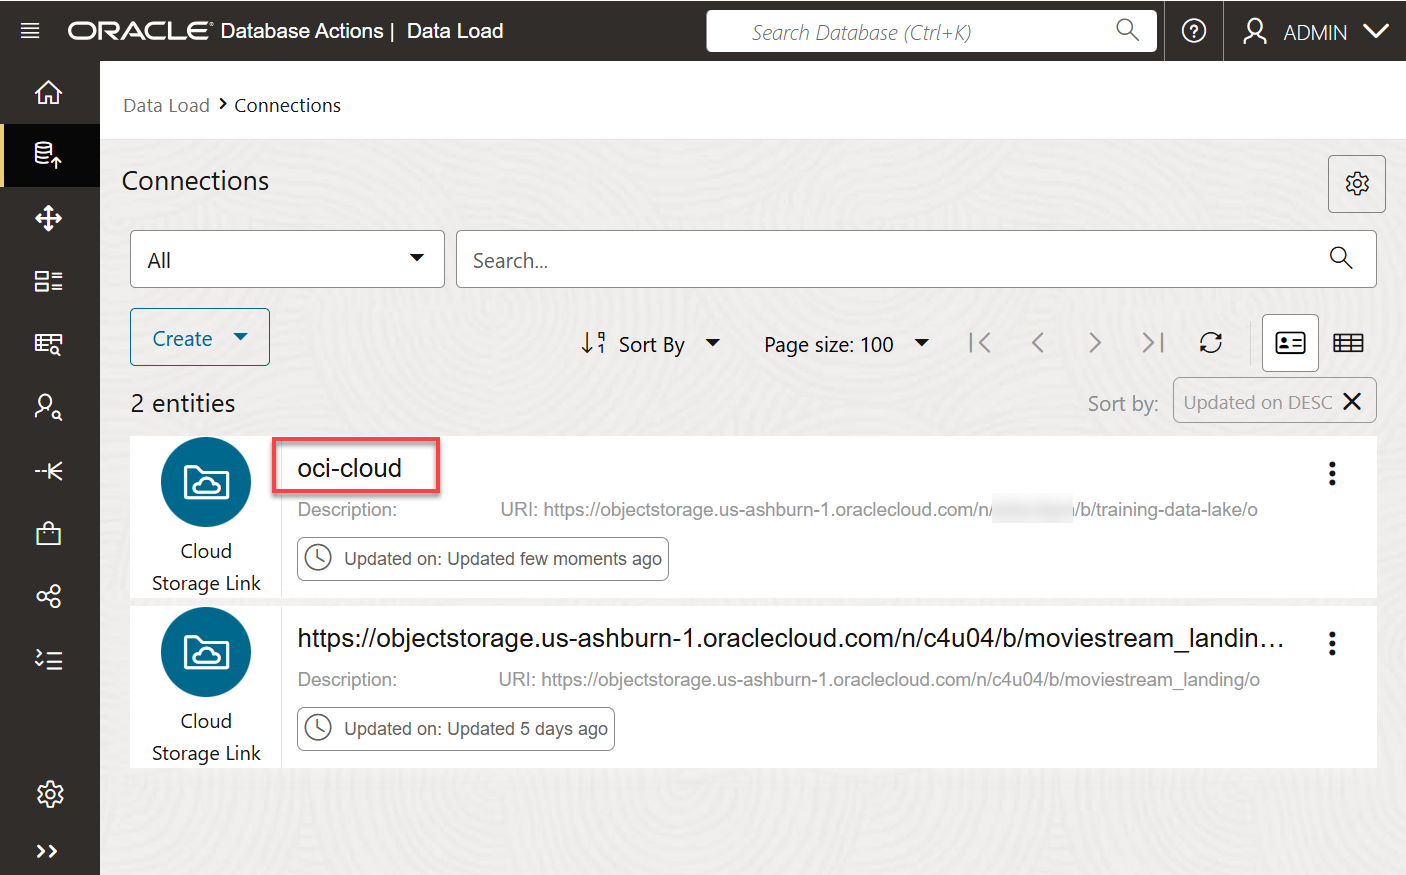 ORACLE Database Actions | Data Load
Search Database (Ctrl+K)
ADMIN
Data Load > Connections
Connections
All
Search...
Create
Sort By
Page size: 100
2 entities
Sort by: Updated on DESC
oci-cloud
Description: URI: https://objectstorage.us-ashburn-1.oraclecloud.com/n/ /b/training-data-lake/o
Updated on: Updated few moments ago
Cloud
Storage Link
https://objectstorage.us-ashburn-1.oraclecloud.com/n/c4u04/b/moviestream_landin...
Description: URI: https://objectstorage.us-ashburn-1.oraclecloud.com/n/c4u04/b/moviestream_landing/o
Updated on: Updated 5 days ago
Cloud
Storage Link